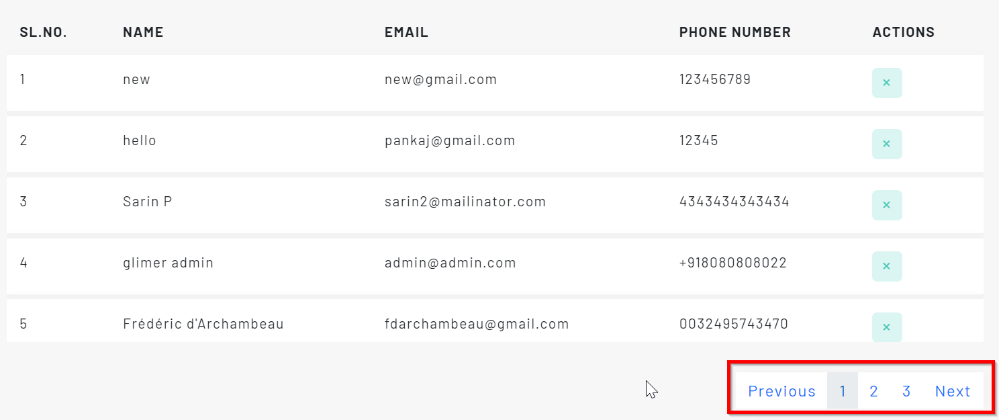 SL.NO. NAME EMAIL PHONE NUMBER ACTIONS
1 new new@gmail.com 123456789 ×
2 hello pankaj@gmail.com 12345 ×
3 Sarin P sarin2@mailinator.com 4343434343434 ×
4 glimer admin admin@admin.com +918080808022 ×
5 Frédéric d'Archambeau fdarchambeau@gmail.com 0032495743470 ×
Previous 1 2 3 Next